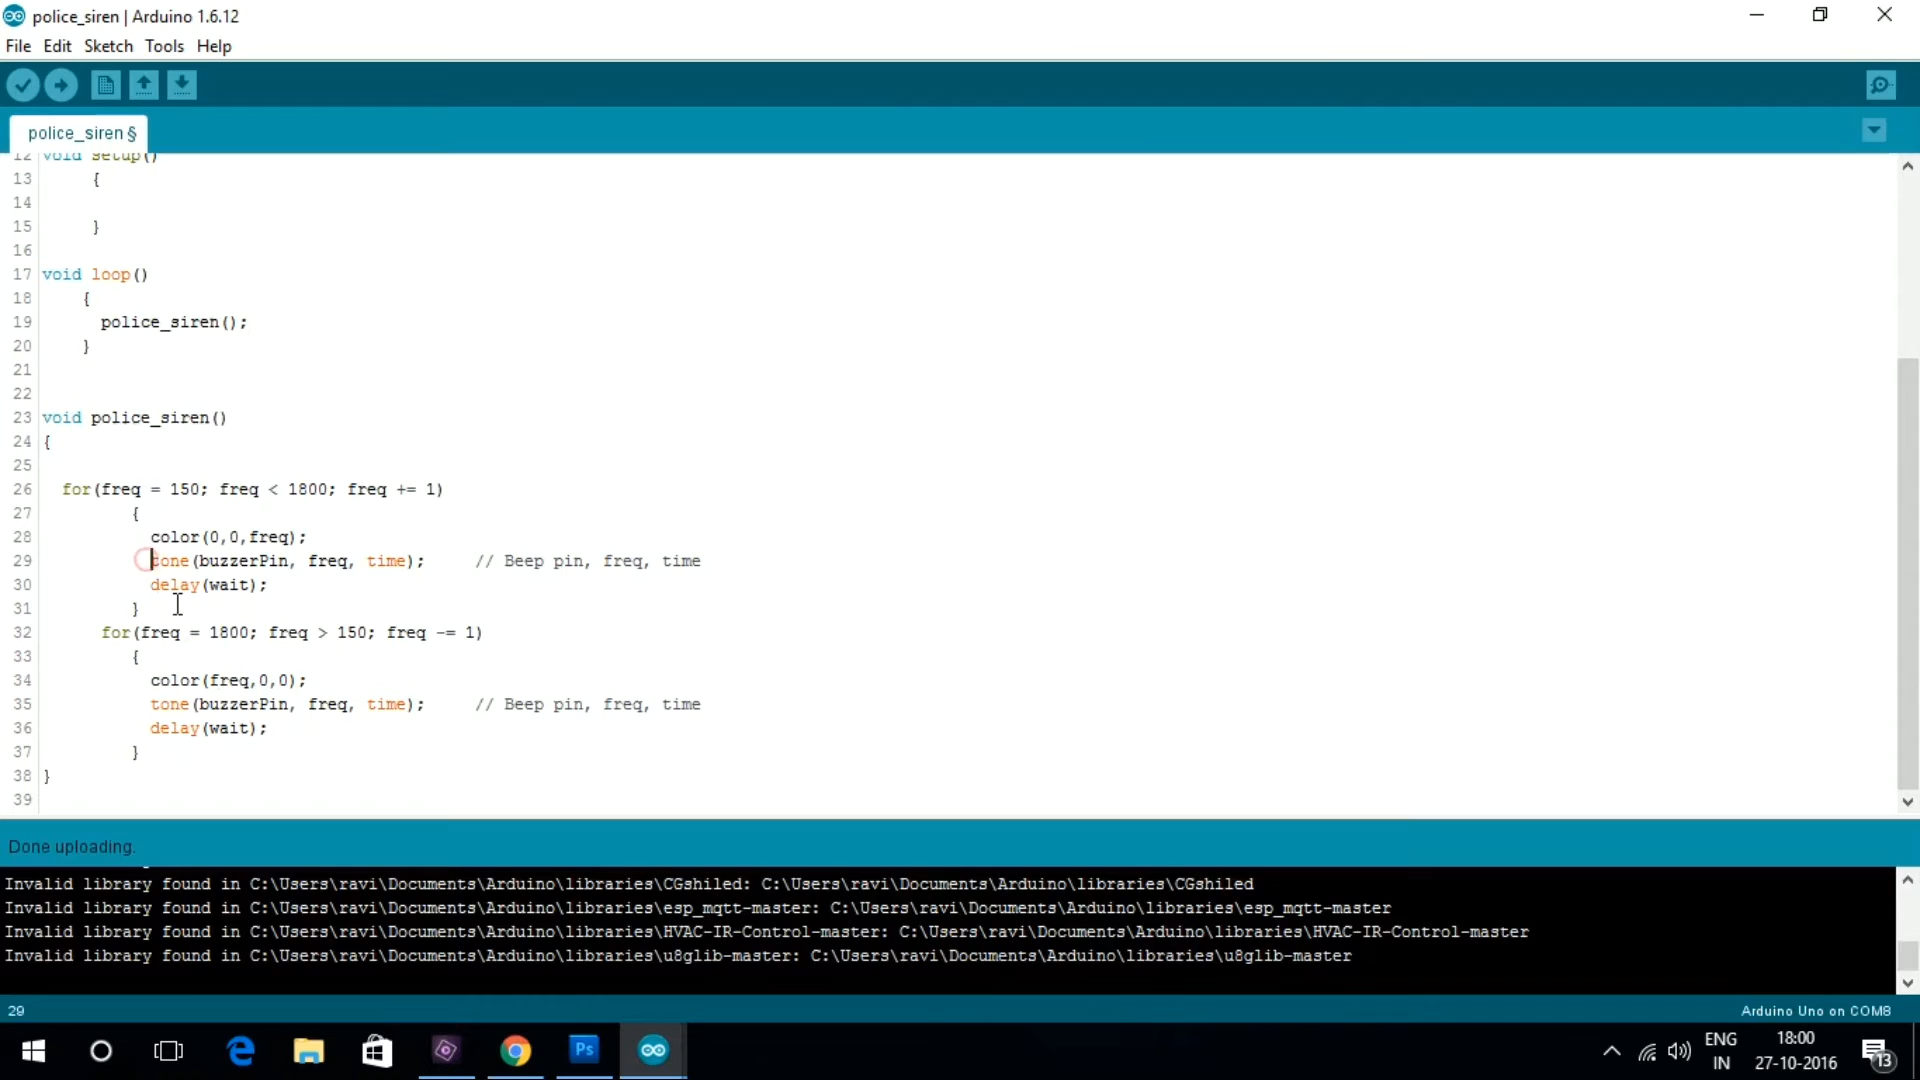 police_siren | Arduino 1.6.12
File Edit Sketch Tools Help
police_siren §
12 void setup()
13 {
14
15 }
16
17 void loop()
18 {
19 police_siren();
20 }
21
22
23 void police_siren()
24 {
25
26 for(freq = 150; freq < 1800; freq += 1)
27 {
28 color(0,0,freq);
29 tone(buzzerPin, freq, time); // Beep pin, freq, time
30 delay(wait);
31 }
32 for(freq = 1800; freq > 150; freq -= 1)
33 {
34 color(freq,0,0);
35 tone(buzzerPin, freq, time); // Beep pin, freq, time
36 delay(wait);
37 }
38 }
39
Done uploading.
Invalid library found in C:\Users\ravi\Documents\Arduino\libraries\CGshiled: C:\Users\ravi\Documents\Arduino\libraries\CGshiled
Invalid library found in C:\Users\ravi\Documents\Arduino\libraries\esp_mqtt-master: C:\Users\ravi\Documents\Arduino\libraries\esp_mqtt-master
Invalid library found in C:\Users\ravi\Documents\Arduino\libraries\HVAC-IR-Control-master: C:\Users\ravi\Documents\Arduino\libraries\HVAC-IR-Control-master
Invalid library found in C:\Users\ravi\Documents\Arduino\libraries\u8glib-master: C:\Users\ravi\Documents\Arduino\libraries\u8glib-master
29 Arduino Uno on COM8
Ps
ENG 18:00
IN 27-10-2016 13